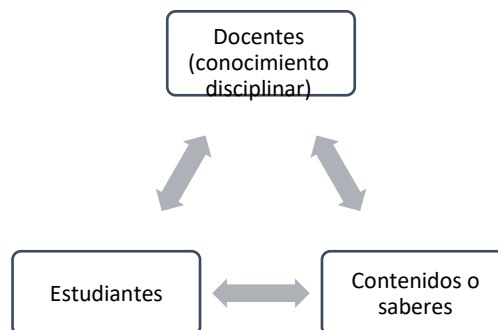 Docentes
(conocimiento
disciplinar)
Estudiantes
Contenidos o
saberes